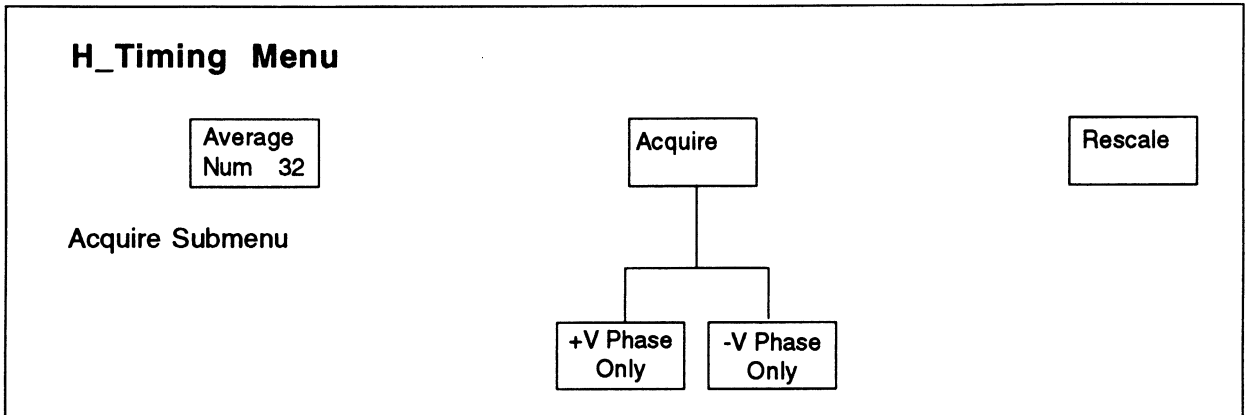 H_Timing Menu
Average
Num 32
Acquire
Rescale
Acquire Submenu
+V Phase
Only
-V Phase
Only